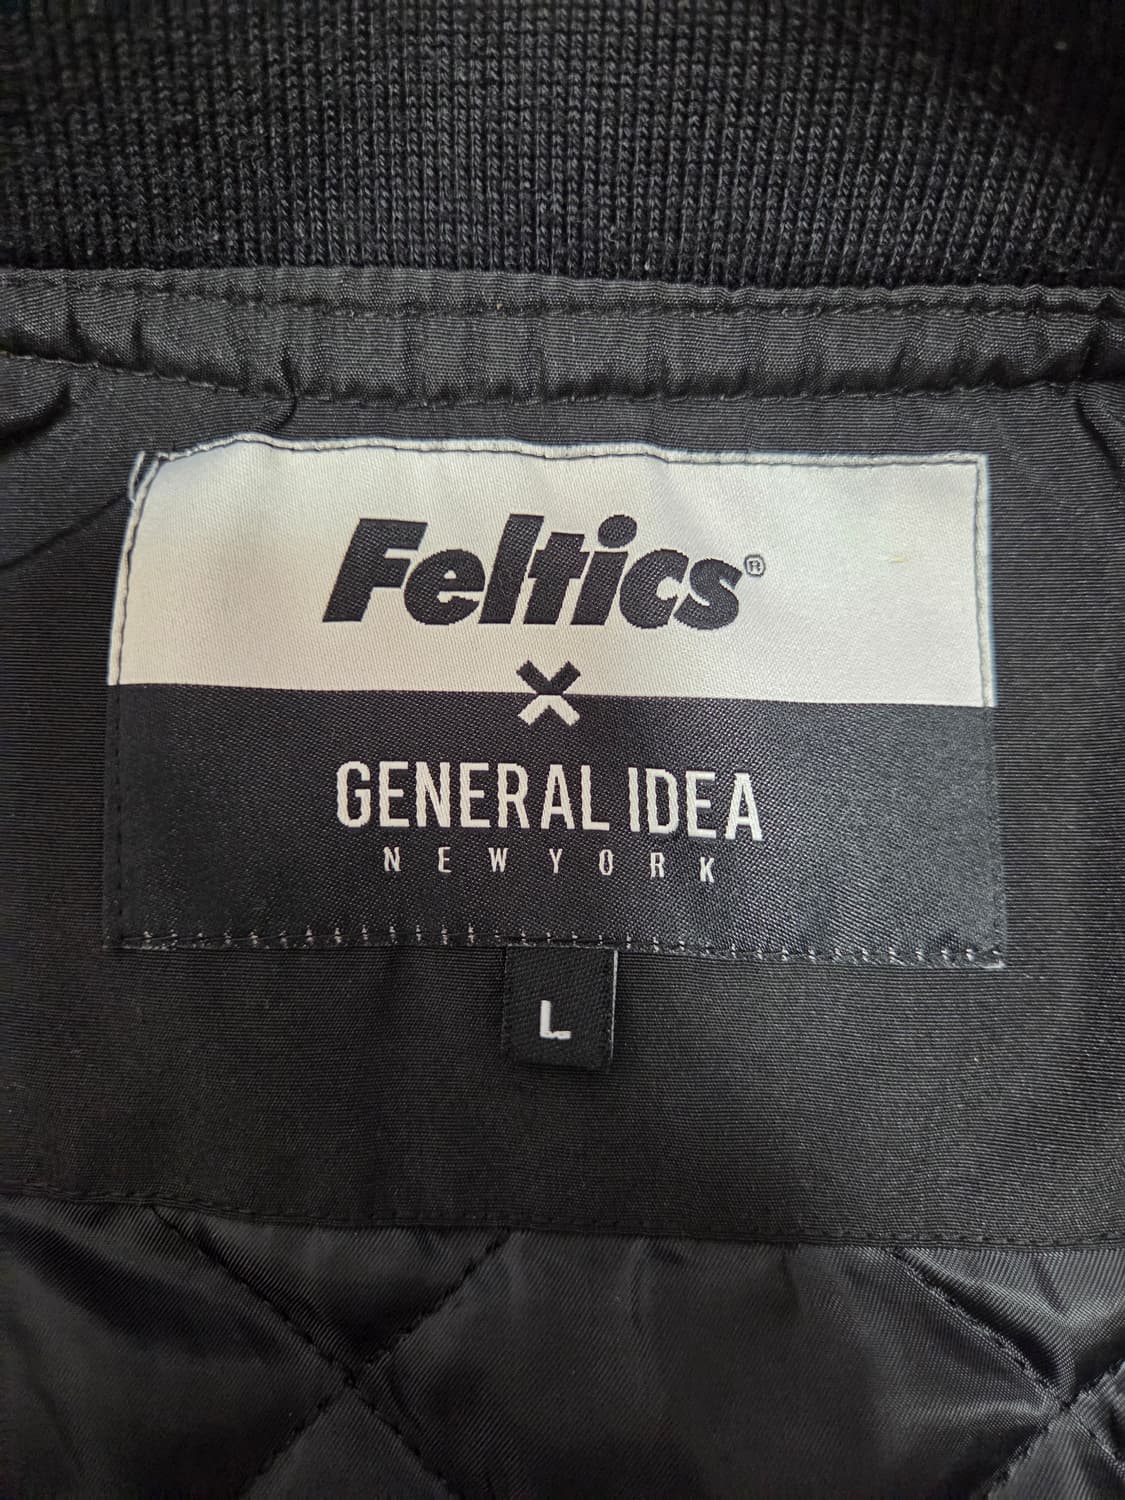 Feltics®
X
GENERAL IDEA
NEW YORK
L